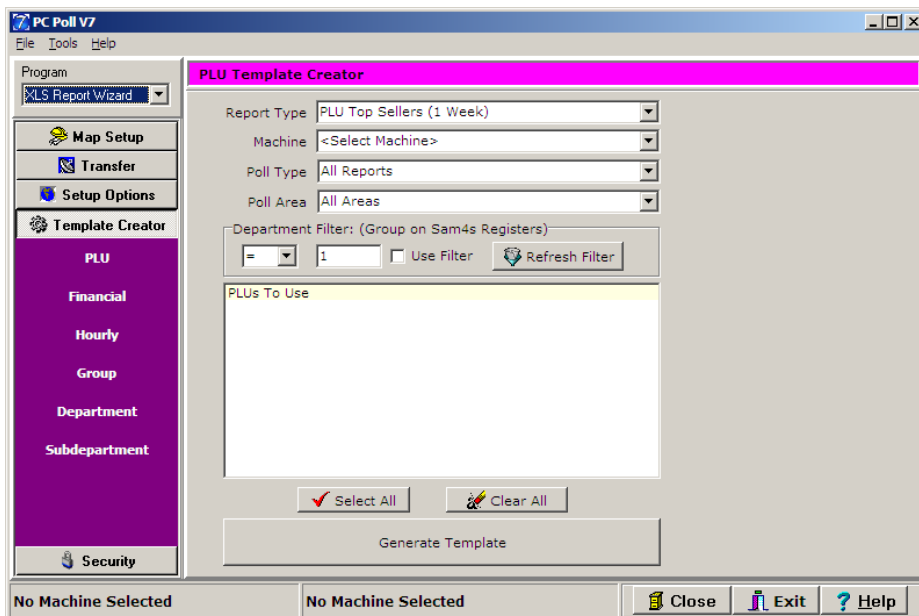 PC Poll V7
File Tools Help
Program
XLS Report Wizard
Map Setup
Transfer
Setup Options
Template Creator
PLU
Financial
Hourly
Group
Department
Subdepartment
Security
PLU Template Creator
Report Type PLU Top Sellers (1 Week)
Machine <Select Machine>
Poll Type All Reports
Poll Area All Areas
Department Filter: (Group on Sam4s Registers)
= 1 Use Filter Refresh Filter
PLUs To Use
Select All Clear All
Generate Template
No Machine Selected No Machine Selected Close Exit ? Help